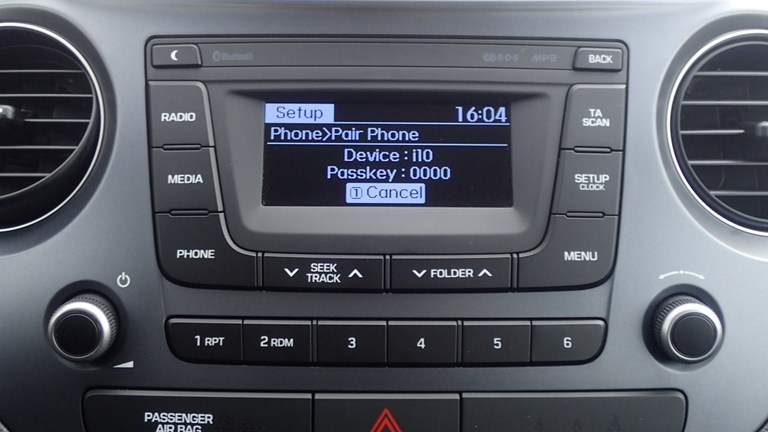 Bluetooth
MP3
BACK
RADIO
Setup 16:04
TA
SCAN
Phone>Pair Phone
MEDIA
Device : i10
Passkey : 0000
1 Cancel
SETUP
CLOCK
PHONE
SEEK
TRACK
FOLDER
MENU
1 RPT
2 RDM
3
4
5
6
PASSENGER
AIR BAG